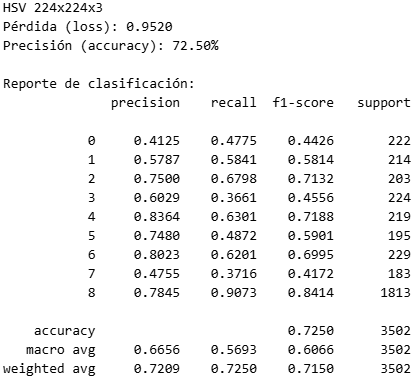 HSV 224x224x3
Pérdida (loss): 0.9520
Precisión (accuracy): 72.50%
Reporte de clasificación:
precision recall f1-score support
0 0.4125 0.4775 0.4426 222
1 0.5787 0.5841 0.5814 214
2 0.7500 0.6798 0.7132 203
3 0.6029 0.3661 0.4556 224
4 0.8364 0.6301 0.7188 219
5 0.7480 0.4872 0.5901 195
6 0.8023 0.6201 0.6995 229
7 0.4755 0.3716 0.4172 183
8 0.7845 0.9073 0.8414 1813
accuracy 0.7250 3502
macro avg 0.6656 0.5693 0.6066 3502
weighted avg 0.7209 0.7250 0.7150 3502